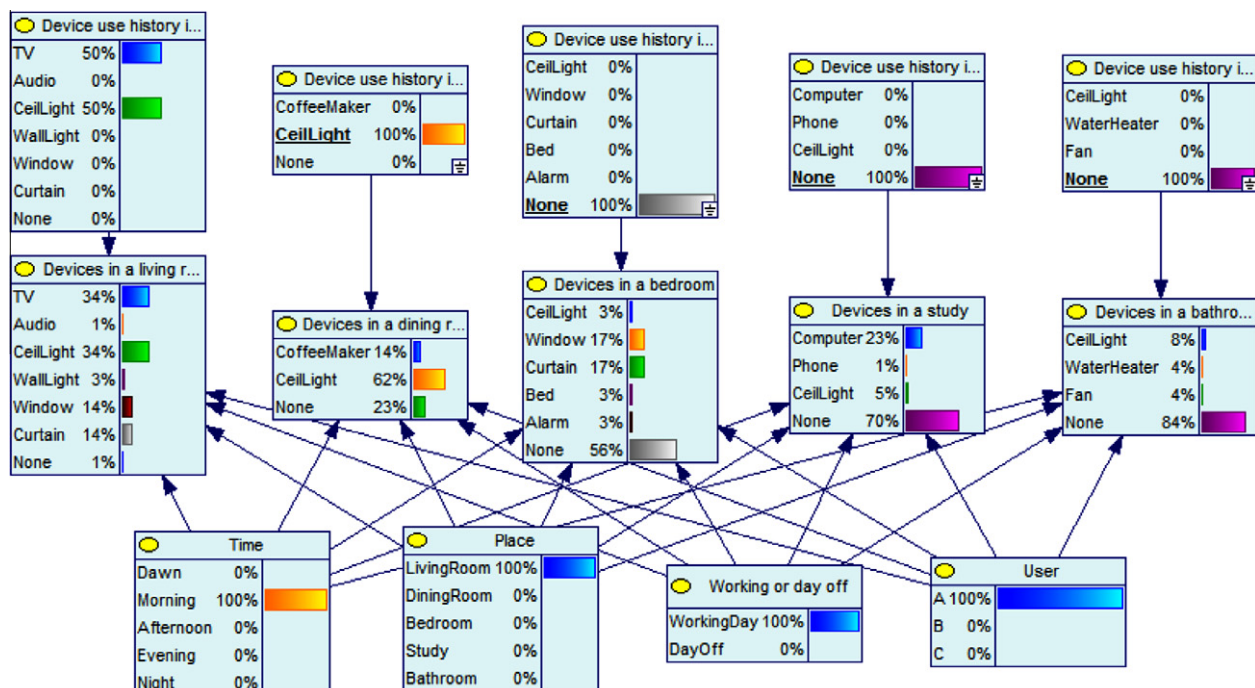 Device use history i...
TV 50%
Audio 0%
CeilLight 50%
WallLight 0%
Window 0%
Curtain 0%
None 0%
Device use history i...
CoffeeMaker 0%
CeilLight 100%
None 0%
Device use history i...
CeilLight 0%
Window 0%
Curtain 0%
Bed 0%
Alarm 0%
None 100%
Device use history i...
Computer 0%
Phone 0%
CeilLight 0%
None 100%
Device use history i...
CeilLight 0%
WaterHeater 0%
Fan 0%
None 100%
Devices in a living r...
TV 34%
Audio 1%
CeilLight 34%
WallLight 3%
Window 14%
Curtain 14%
None 1%
Devices in a dining r...
CoffeeMaker 14%
CeilLight 62%
None 23%
Devices in a bedroom
CeilLight 3%
Window 17%
Curtain 17%
Bed 3%
Alarm 3%
None 56%
Devices in a study
Computer 23%
Phone 1%
CeilLight 5%
None 70%
Devices in a bathro...
CeilLight 8%
WaterHeater 4%
Fan 4%
None 84%
Time
Dawn 0%
Morning 100%
Afternoon 0%
Evening 0%
Night 0%
Place
LivingRoom 100%
DiningRoom 0%
Bedroom 0%
Study 0%
Bathroom 0%
Working or day off
WorkingDay 100%
DayOff 0%
User
A 100%
B 0%
C 0%